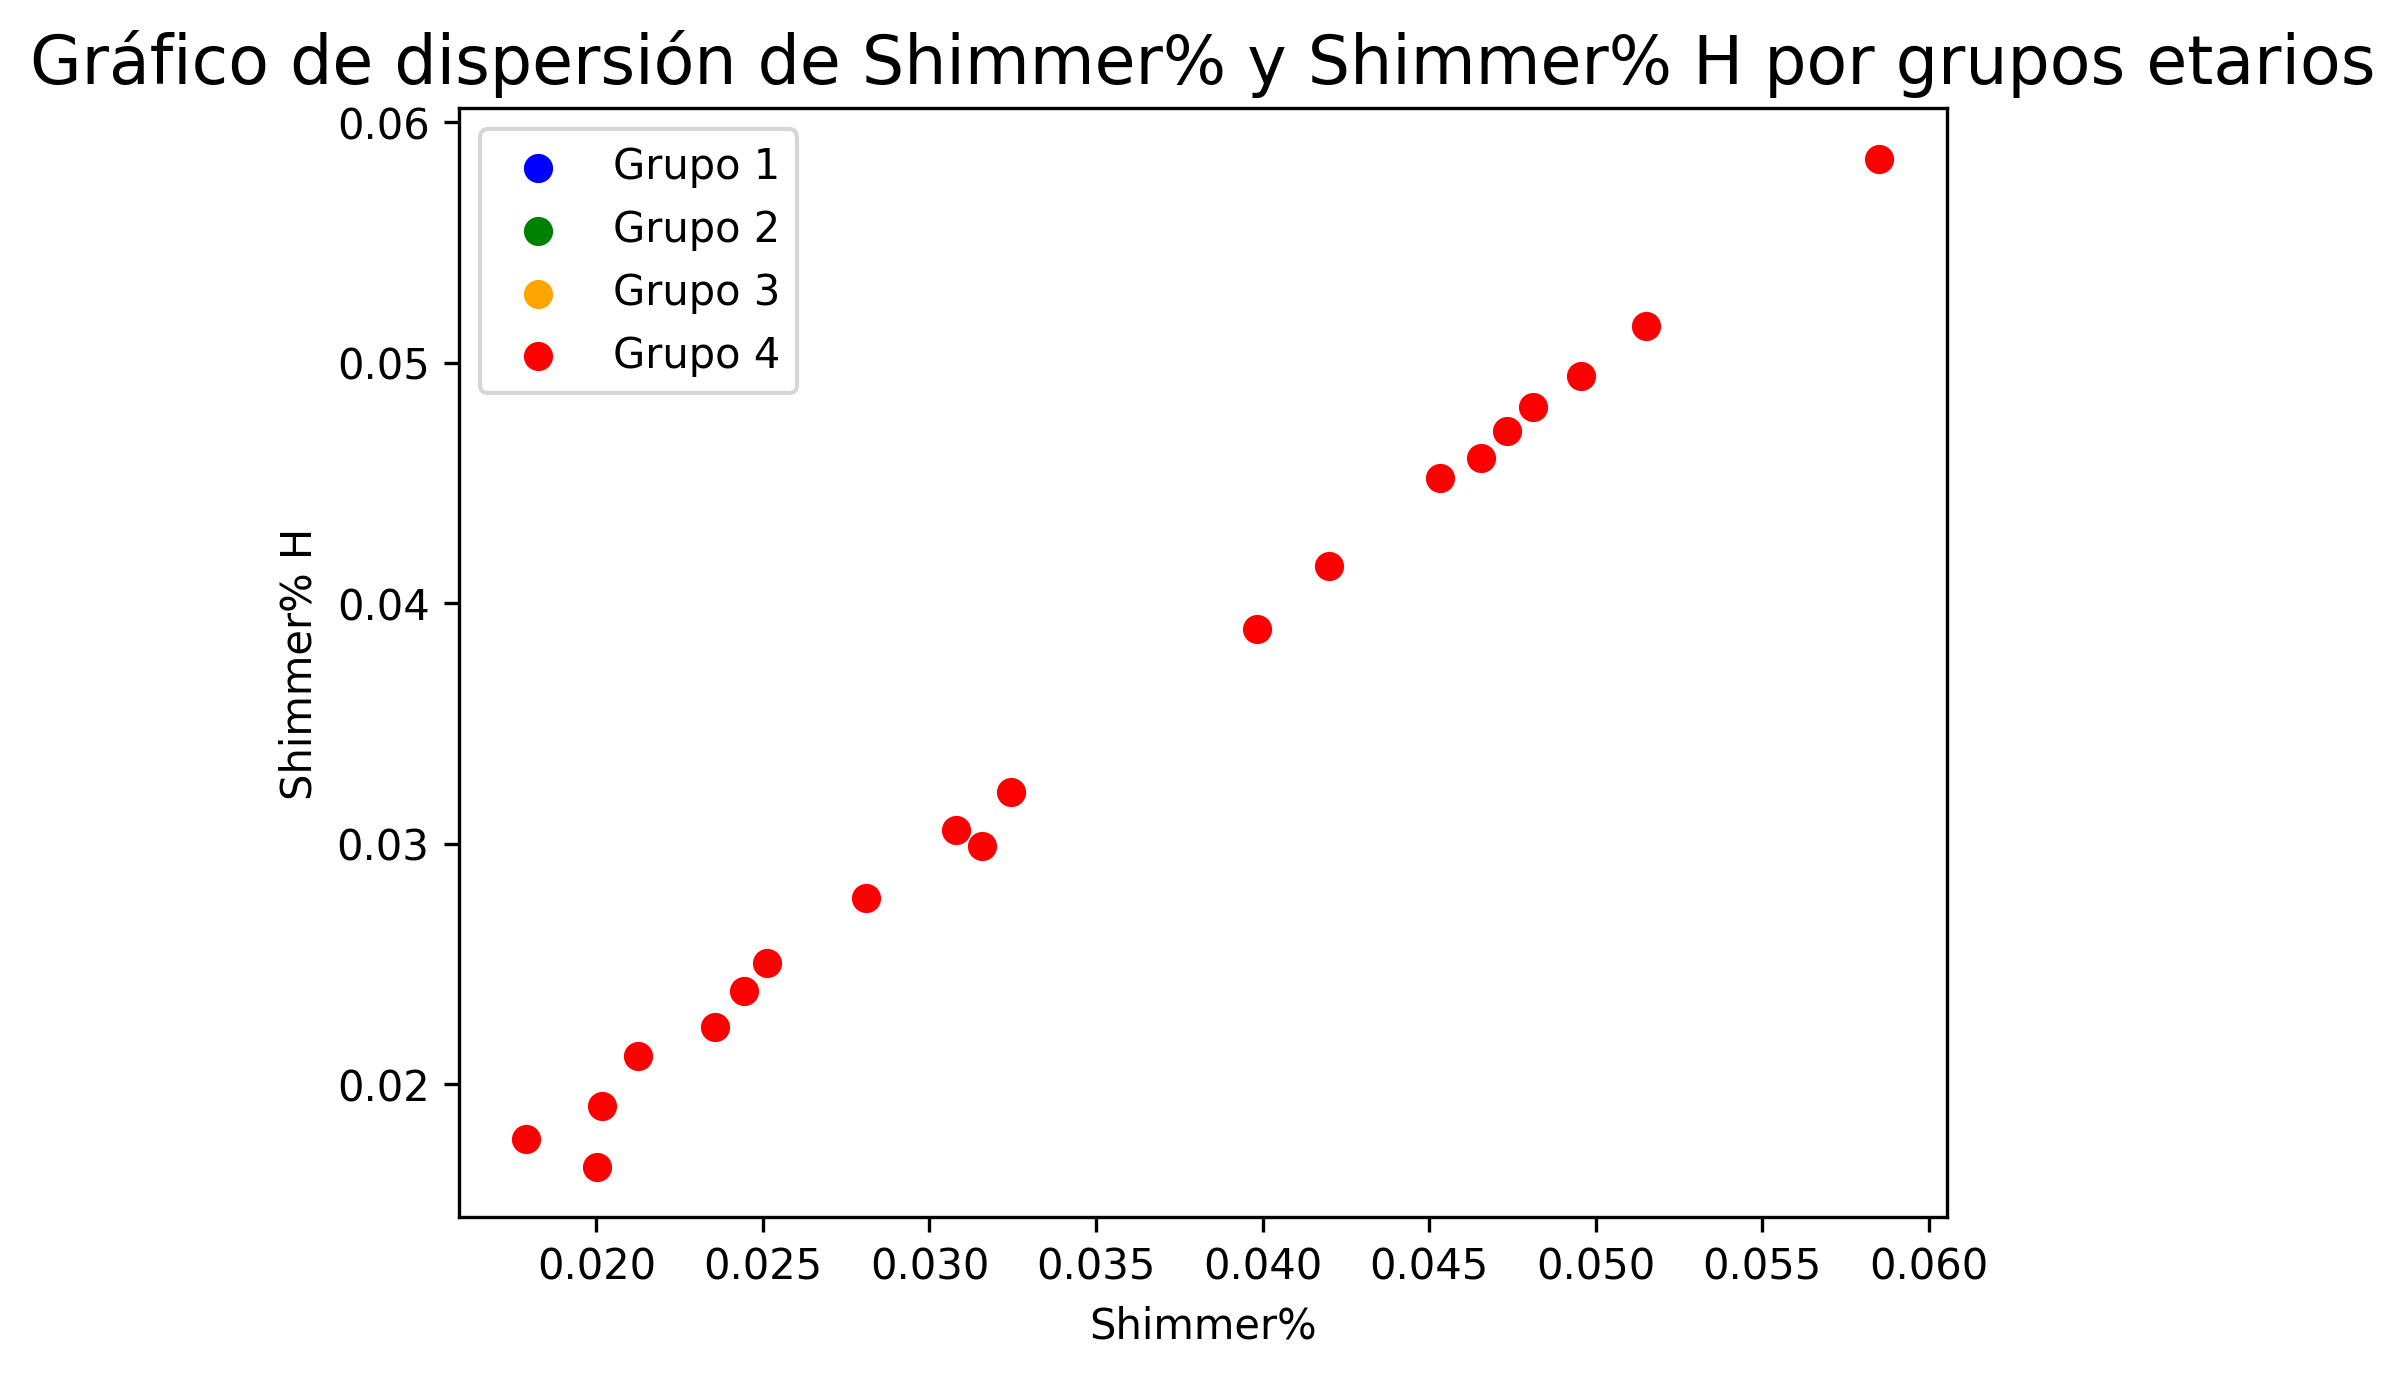 Gráfico de dispersión de Shimmer% y Shimmer% H por grupos etarios
Grupo 1
Grupo 2
Grupo 3
Grupo 4
0.06
0.05
0.04
0.03
0.02
Shimmer% H
0.020 0.025 0.030 0.035 0.040 0.045 0.050 0.055 0.060
Shimmer%